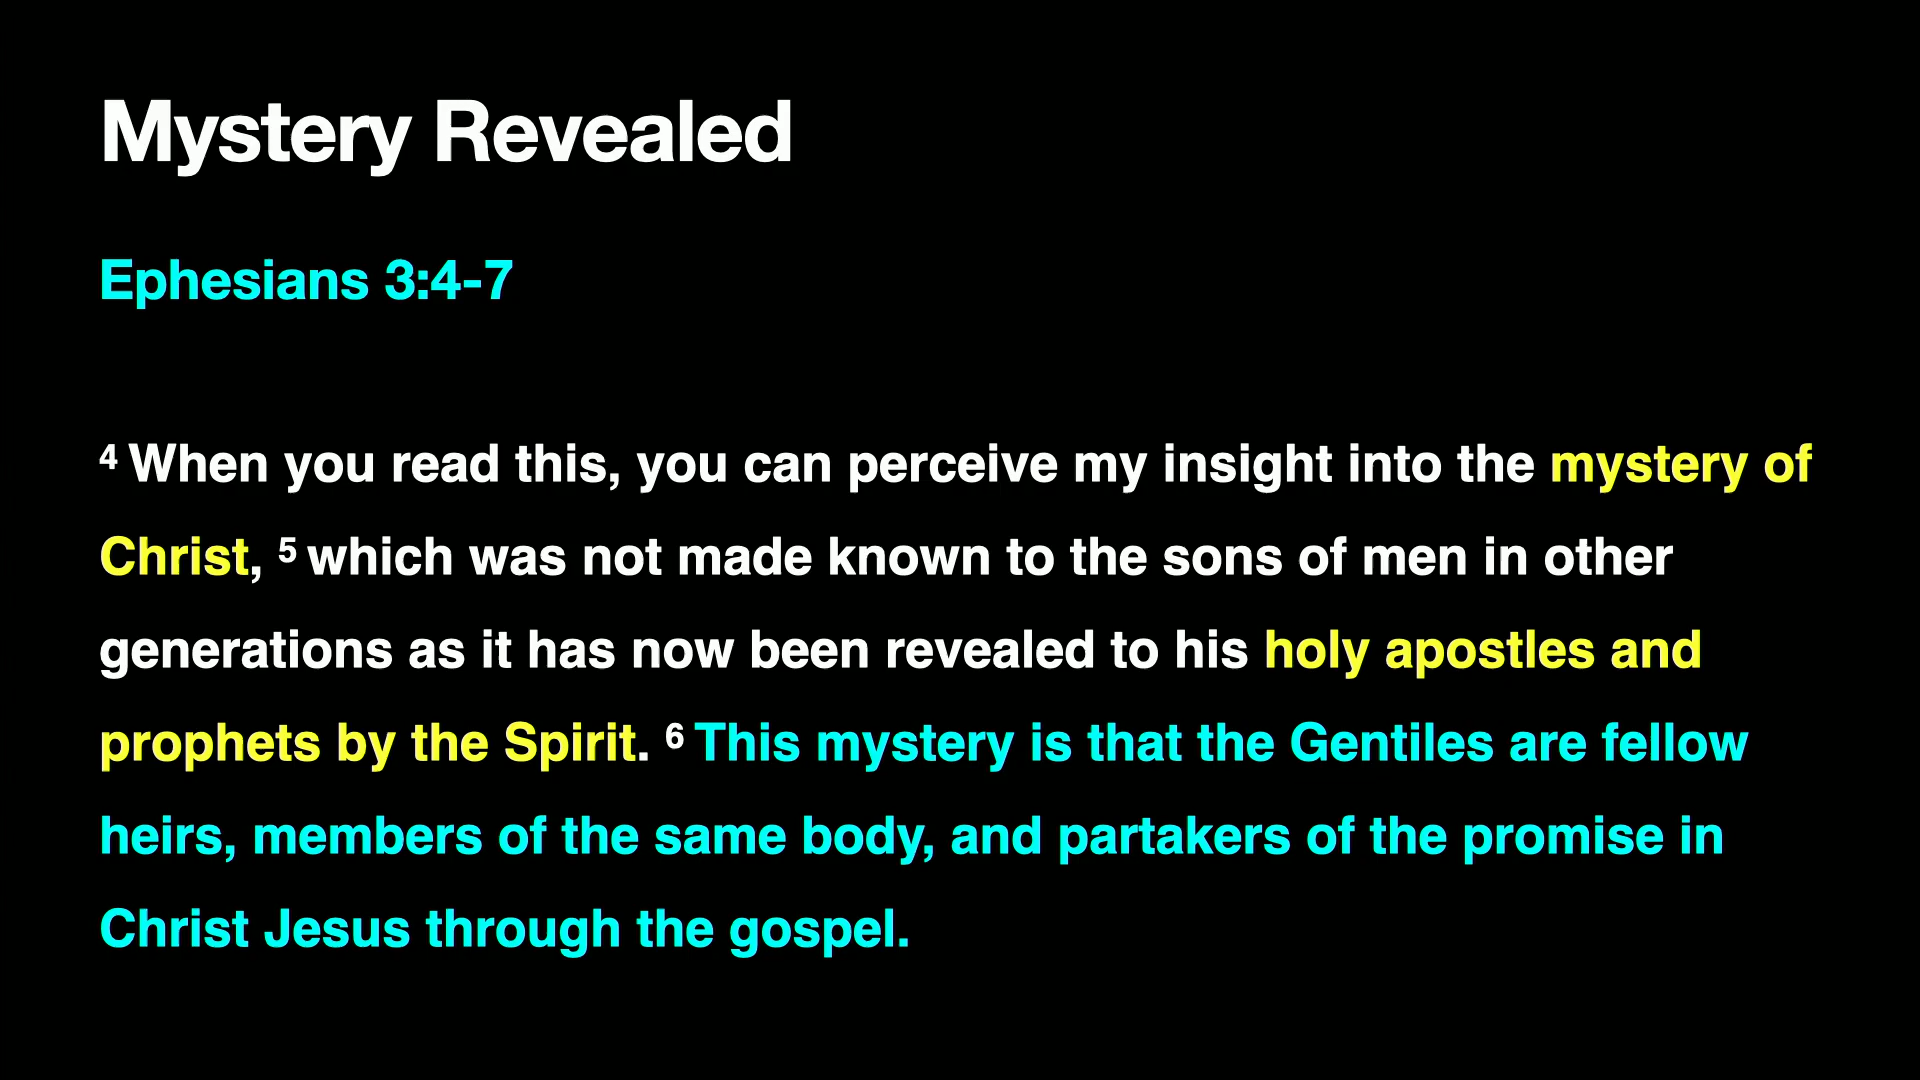 Mystery Revealed
Ephesians 3:4-7
4 When you read this, you can perceive my insight into the mystery of
Christ, 5 which was not made known to the sons of men in other
generations as it has now been revealed to his holy apostles and
prophets by the Spirit. 6 This mystery is that the Gentiles are fellow
heirs, members of the same body, and partakers of the promise in
Christ Jesus through the gospel.